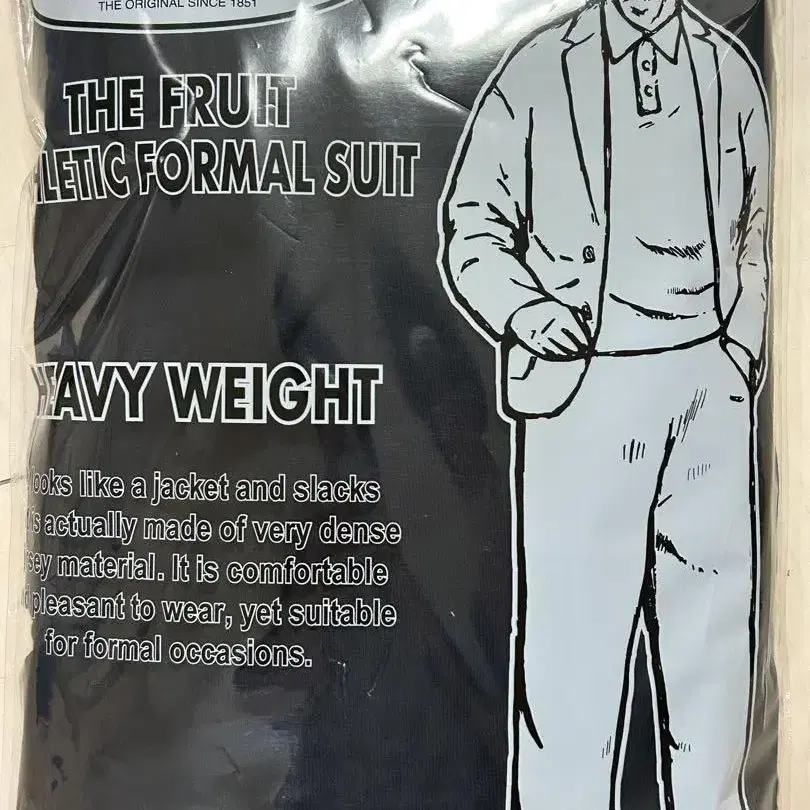 THE ORIGINAL SINCE 1851
THE FRUIT
LETIC FORMAL SUIT
EAVY WEIGHT
ooks like a jacket and slacks
is actually made of very dense
sey material. It is comfortable
pleasant to wear, yet suitable
for formal occasions.